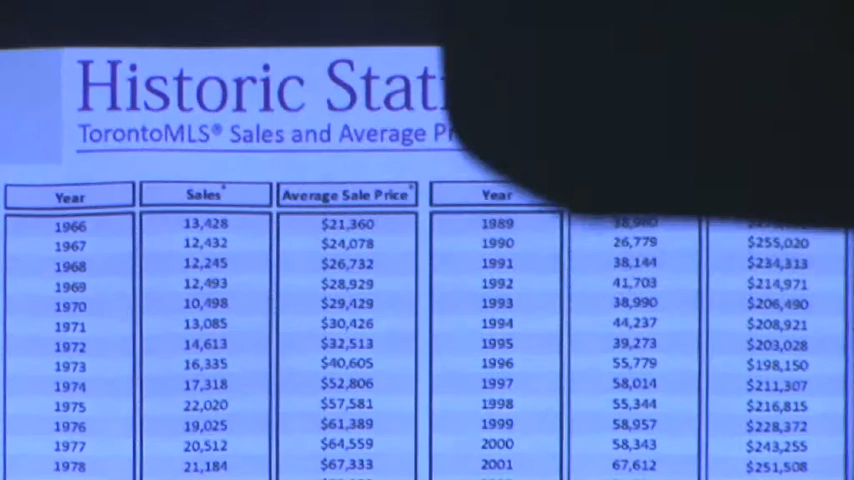 Historic Stati
TorontoMLS® Sales and Average P
Year Sales* Average Sale Price* Year
1966 13,428 $21,360 1989 38,960
1967 12,432 $24,078 1990 26,779 $255,020
1968 12,245 $26,732 1991 38,144 $234,313
1969 12,493 $28,929 1992 41,703 $214,971
1970 10,498 $29,429 1993 38,990 $206,490
1971 13,085 $30,426 1994 44,237 $208,921
1972 14,613 $32,513 1995 39,273 $203,028
1973 16,335 $40,605 1996 55,779 $198,150
1974 17,318 $52,806 1997 58,014 $211,307
1975 22,020 $57,581 1998 55,344 $216,815
1976 19,025 $61,389 1999 58,957 $228,372
1977 20,512 $64,559 2000 58,343 $243,255
1978 21,184 $67,333 2001 67,612 $251,508